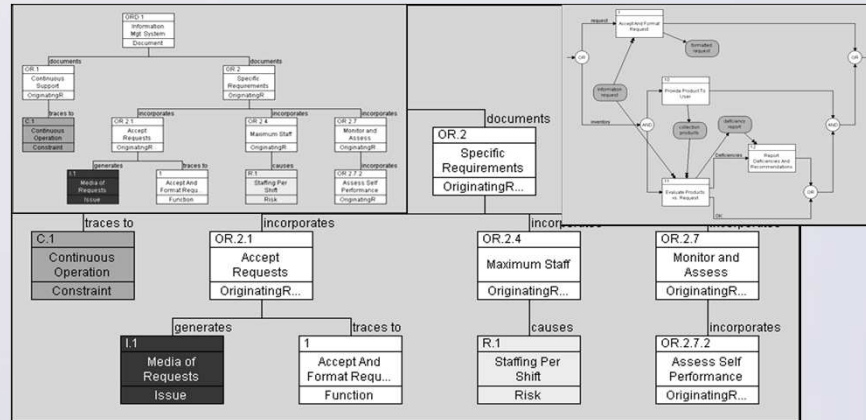 ORD.1
Information
Mgt System
Document
documents
documents
OR.1
Continuous
Support
OriginatingR
OR.2
Specific
Requirements
OriginatingR
traces to
incorporates
incorporates
incorporates
C.1
Continuous
Operation
Constraint
OR.2.1
Accept
Requests
OriginatingR
OR.2.4
Maximum Staff
OriginatingR
OR.2.7
Monitor and
Assess
OriginatingR
generates
traces to
causes
incorporates
I.1
Media of
Requests
Issue
1
Accept And
Format Requ...
Function
R.1
Staffing Per
Shift
Risk
OR.2.7.2
Assess Self
Performance
OriginatingR
documents
OR.2
Specific
Requirements
OriginatingR...
request
Accept And Format
Request
formatted
request
OR
OR
information
request
Provide Product To
User
inventory
AND
AND
collection
products
deficiency
report
Report
Deficiencies And
Recommendations
Deficiencies
Evaluate Products
vs. Request
OR
OK
traces to
incorporates
incorporates
incorporates
C.1
Continuous
Operation
Constraint
OR.2.1
Accept
Requests
OriginatingR...
OR.2.4
Maximum Staff
OriginatingR...
OR.2.7
Monitor and
Assess
OriginatingR...
generates
traces to
causes
incorporates
I.1
Media of
Requests
Issue
1
Accept And
Format Requ...
Function
R.1
Staffing Per
Shift
Risk
OR.2.7.2
Assess Self
Performance
OriginatingR...